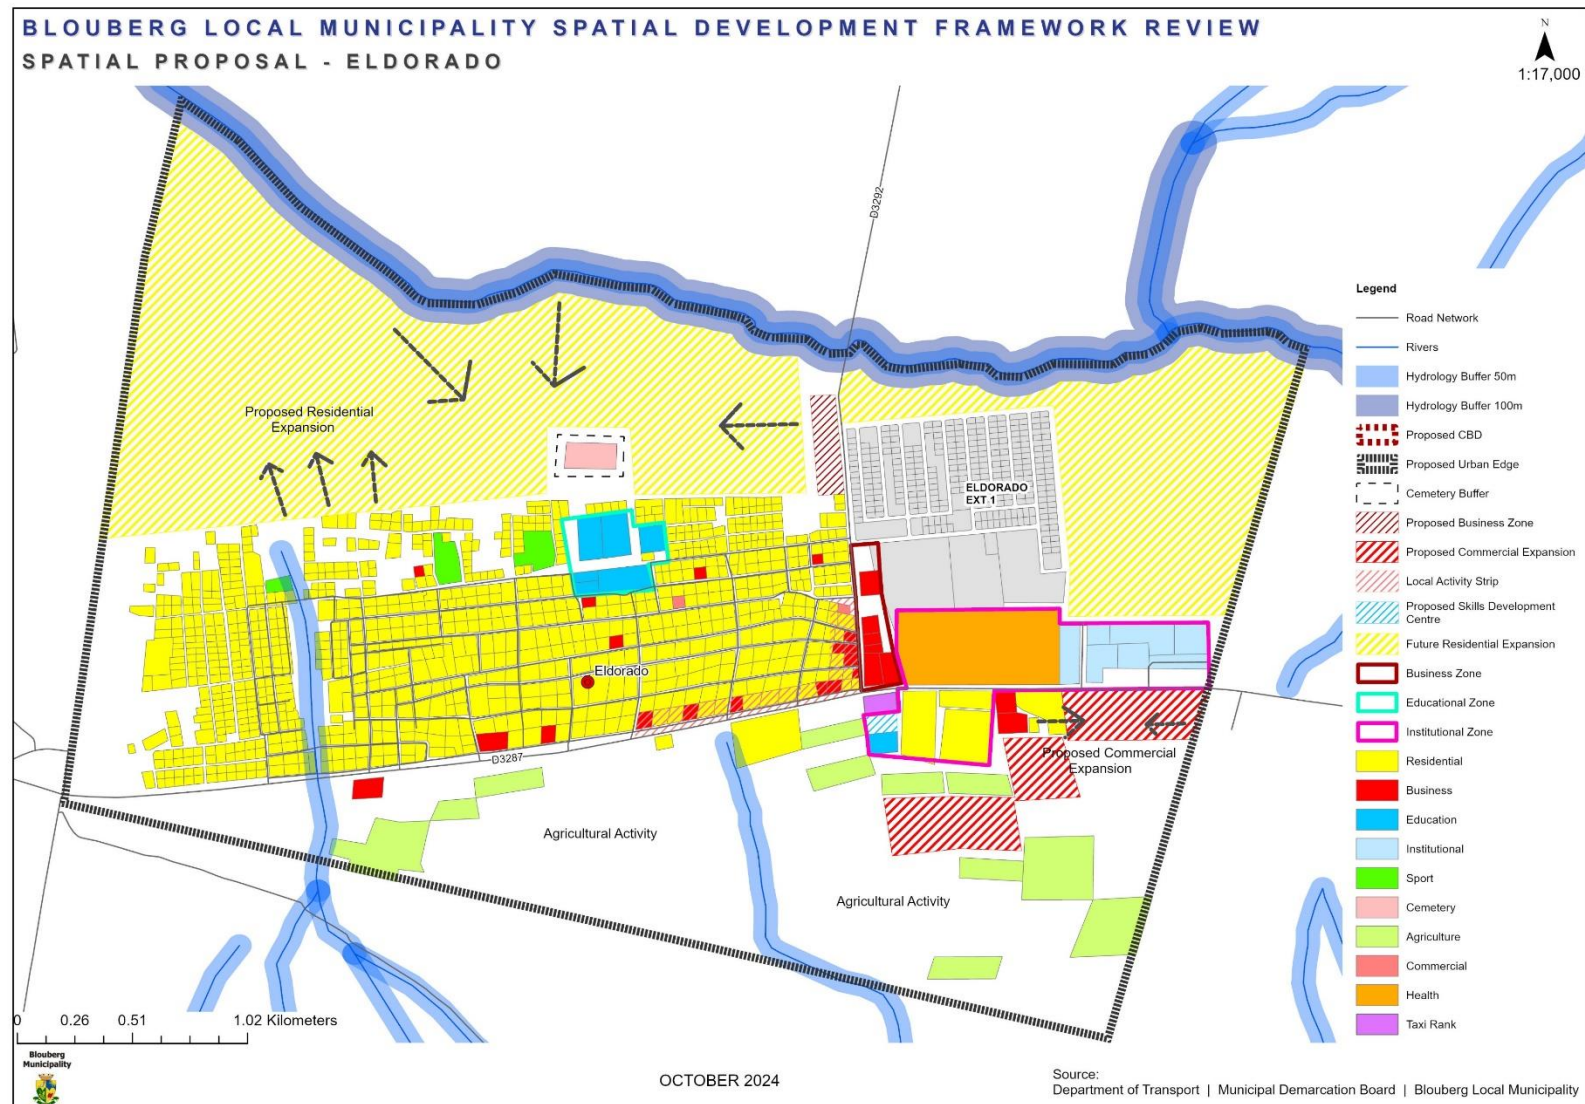 BLOUBERG LOCAL MUNICIPALITY SPATIAL DEVELOPMENT FRAMEWORK REVIEW
SPATIAL PROPOSAL - ELDORADO
N
1:17,000
D3292
Proposed Residential
Expansion
ELDORADO
EXT 1
Eldorado
D3287
Proposed Commercial
Expansion
Agricultural Activity
Agricultural Activity
Legend
Road Network
Rivers
Hydrology Buffer 50m
Hydrology Buffer 100m
Proposed CBD
Proposed Urban Edge
Cemetery Buffer
Proposed Business Zone
Proposed Commercial Expansion
Local Activity Strip
Proposed Skills Development
Centre
Future Residential Expansion
Business Zone
Educational Zone
Institutional Zone
Residential
Business
Education
Institutional
Sport
Cemetery
Agriculture
Commercial
Health
Taxi Rank
0 0.26 0.51 1.02 Kilometers
Blouberg
Municipality
OCTOBER 2024
Source:
Department of Transport | Municipal Demarcation Board | Blouberg Local Municipality